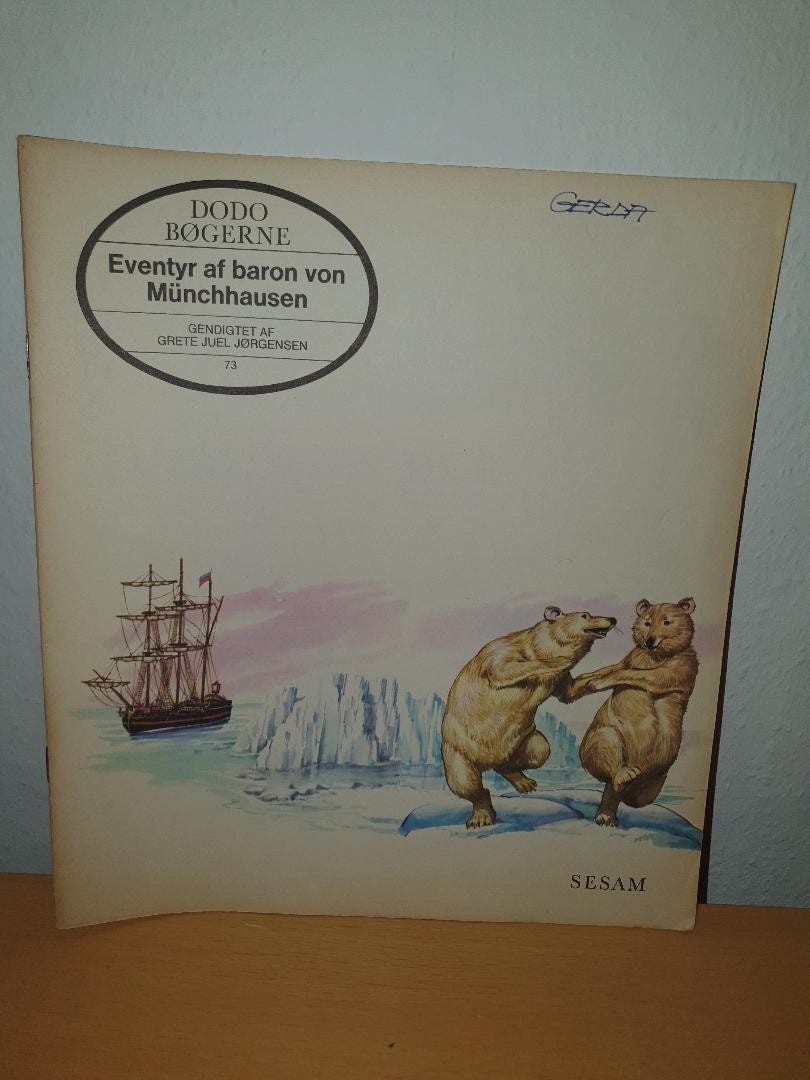 DODO
BØGERNE
Eventyr af baron von
Münchhausen
GENDIGTET AF
GRETE JUEL JØRGENSEN
73
GERDA
SESAM